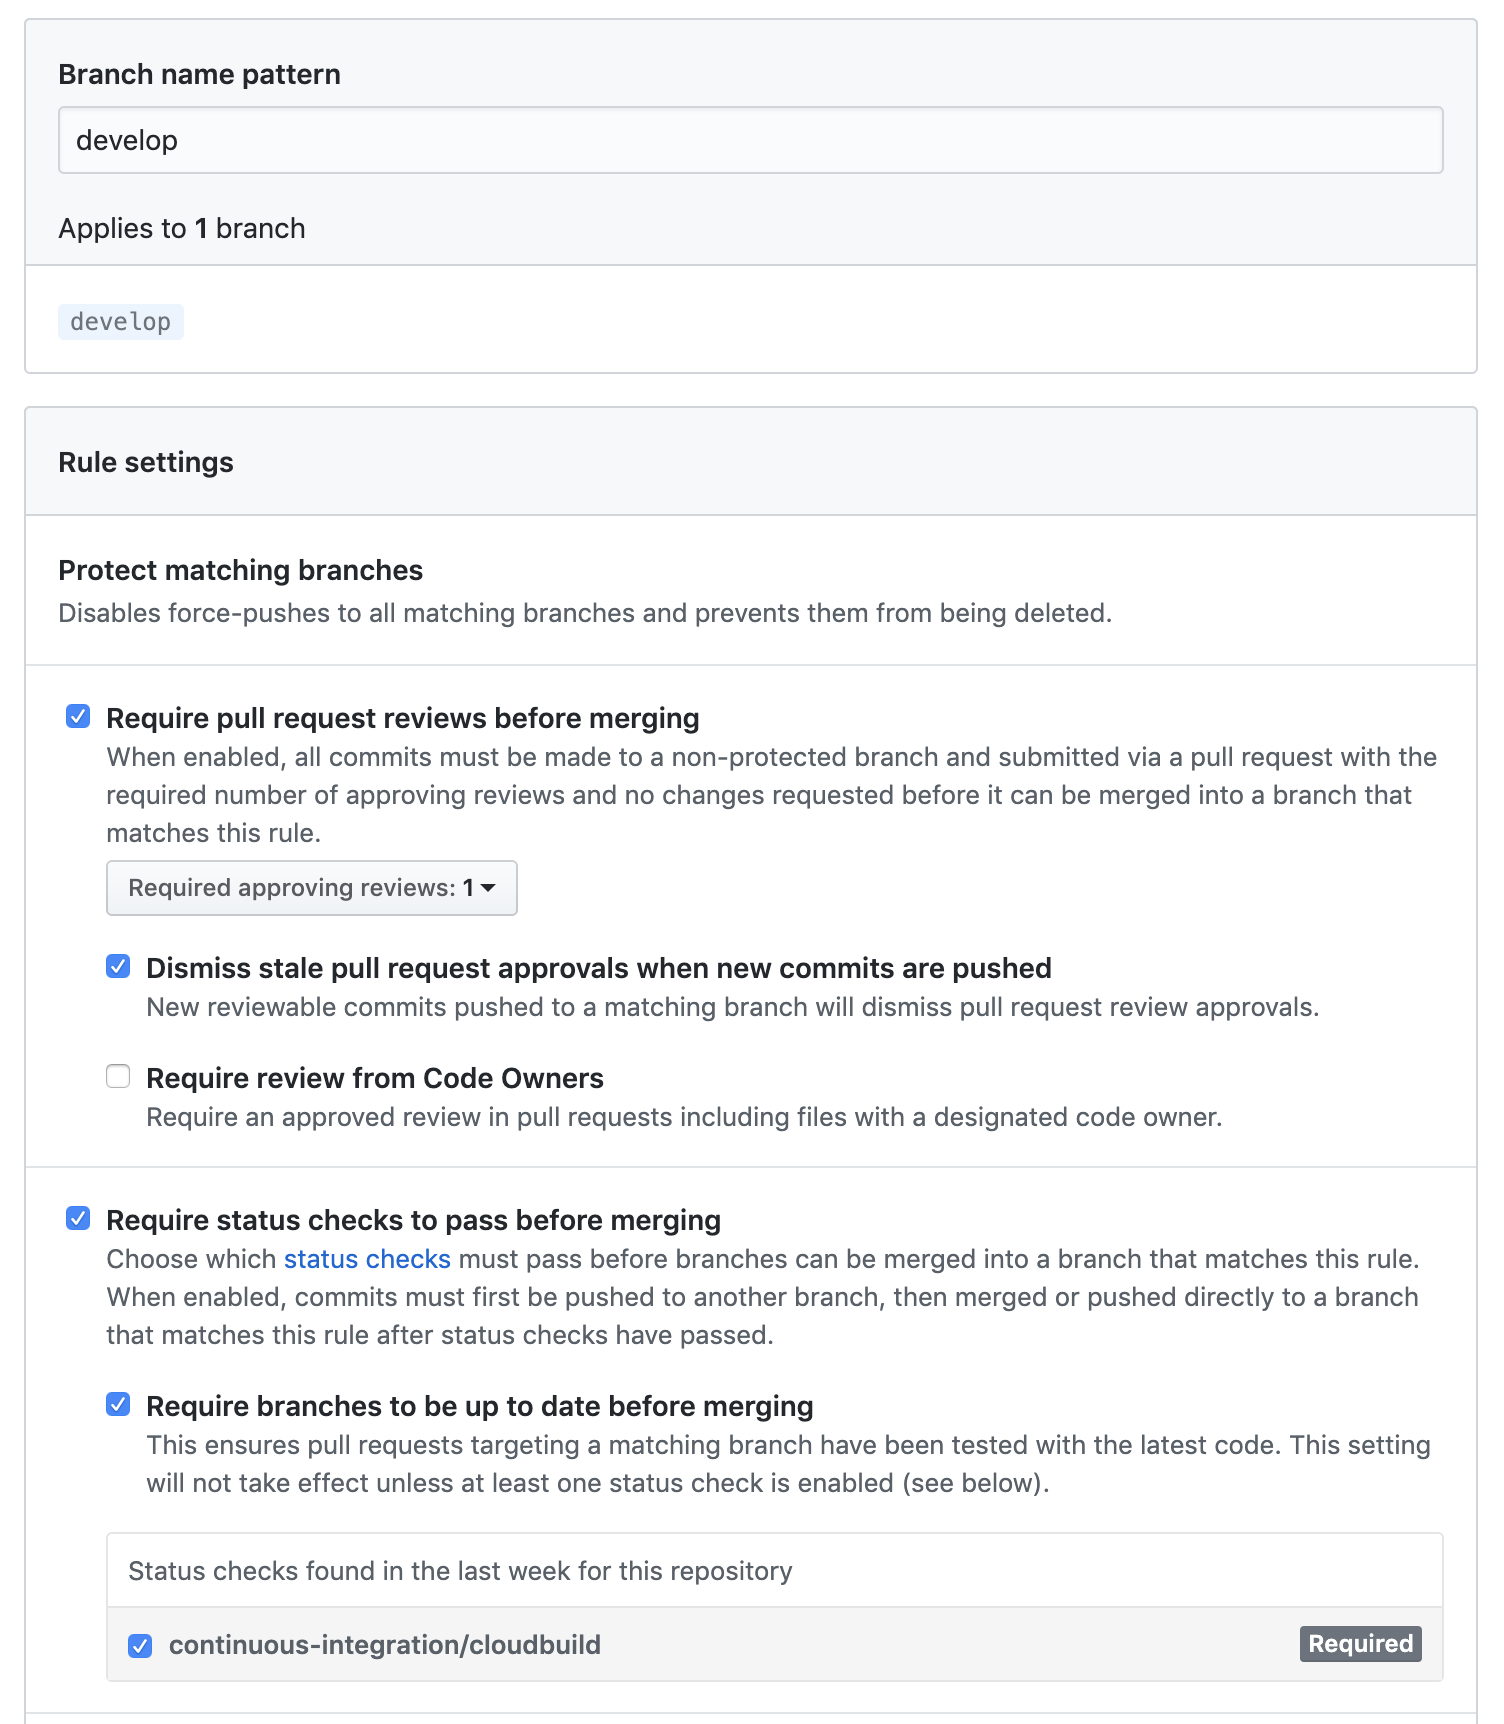 Branch name pattern
develop
Applies to 1 branch
develop
Rule settings
Protect matching branches
Disables force-pushes to all matching branches and prevents them from being deleted.
Require pull request reviews before merging
When enabled, all commits must be made to a non-protected branch and submitted via a pull request with the
required number of approving reviews and no changes requested before it can be merged into a branch that
matches this rule.
Required approving reviews: 1
Dismiss stale pull request approvals when new commits are pushed
New reviewable commits pushed to a matching branch will dismiss pull request review approvals.
Require review from Code Owners
Require an approved review in pull requests including files with a designated code owner.
Require status checks to pass before merging
Choose which status checks must pass before branches can be merged into a branch that matches this rule.
When enabled, commits must first be pushed to another branch, then merged or pushed directly to a branch
that matches this rule after status checks have passed.
Require branches to be up to date before merging
This ensures pull requests targeting a matching branch have been tested with the latest code. This setting
will not take effect unless at least one status check is enabled (see below).
Status checks found in the last week for this repository
continuous-integration/cloudbuild Required